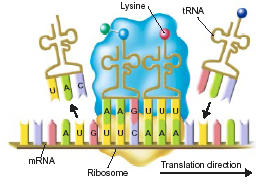 Lysine
tRNA
U A C
A A G U U U
A U G U U C A A A
mRNA
Ribosome
Translation direction